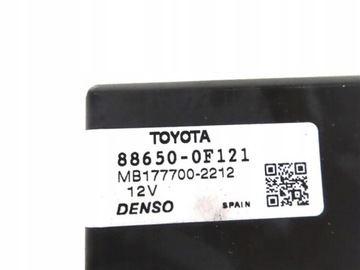 TOYOTA
88650-0F121
MB177700-2212
12V
DENSO SPAIN